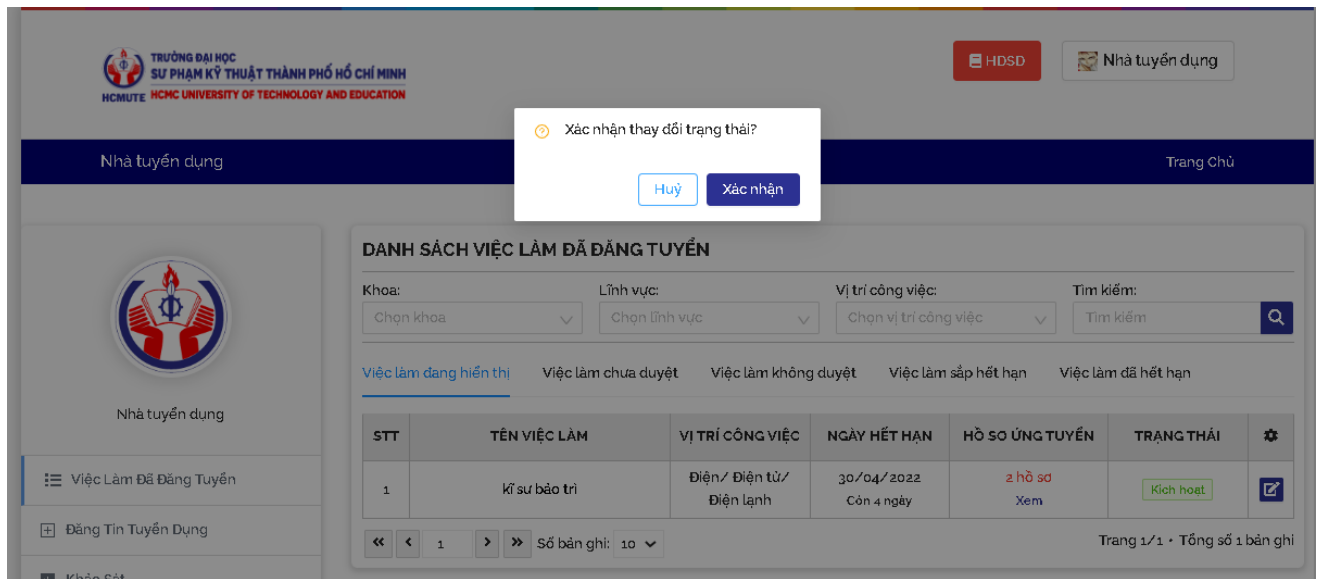 TRƯỜNG ĐẠI HỌC
SƯ PHẠM KỸ THUẬT THÀNH PHỐ HỒ CHÍ MINH
HCMUTE HCMC UNIVERSITY OF TECHNOLOGY AND EDUCATION
HDSD
Nhà tuyển dụng
Xác nhận thay đổi trạng thái?
Huỷ
Xác nhận
Nhà tuyển dụng
Trang Chủ
Nhà tuyển dụng
Việc Làm Đã Đăng Tuyển
Đăng Tin Tuyển Dụng
Khảo Sát
DANH SÁCH VIỆC LÀM ĐÃ ĐĂNG TUYỂN
Khoa: Lĩnh vực: Vị trí công việc: Tìm kiếm:
Chọn khoa Chọn lĩnh vực Chọn vị trí công việc Tìm kiếm
Việc làm đang hiển thị Việc làm chưa duyệt Việc làm không duyệt Việc làm sắp hết hạn Việc làm đã hết hạn
STT TÊN VIỆC LÀM VỊ TRÍ CÔNG VIỆC NGÀY HẾT HẠN HỒ SƠ ỨNG TUYỂN TRẠNG THÁI
1 kĩ sư bảo trì Điện/ Điện tử/ 30/04/2022 2 hồ sơ Kích hoạt
Điện lạnh Còn 4 ngày Xem
1 Số bản ghi: 10 Trang 1/1 • Tổng số 1 bản ghi